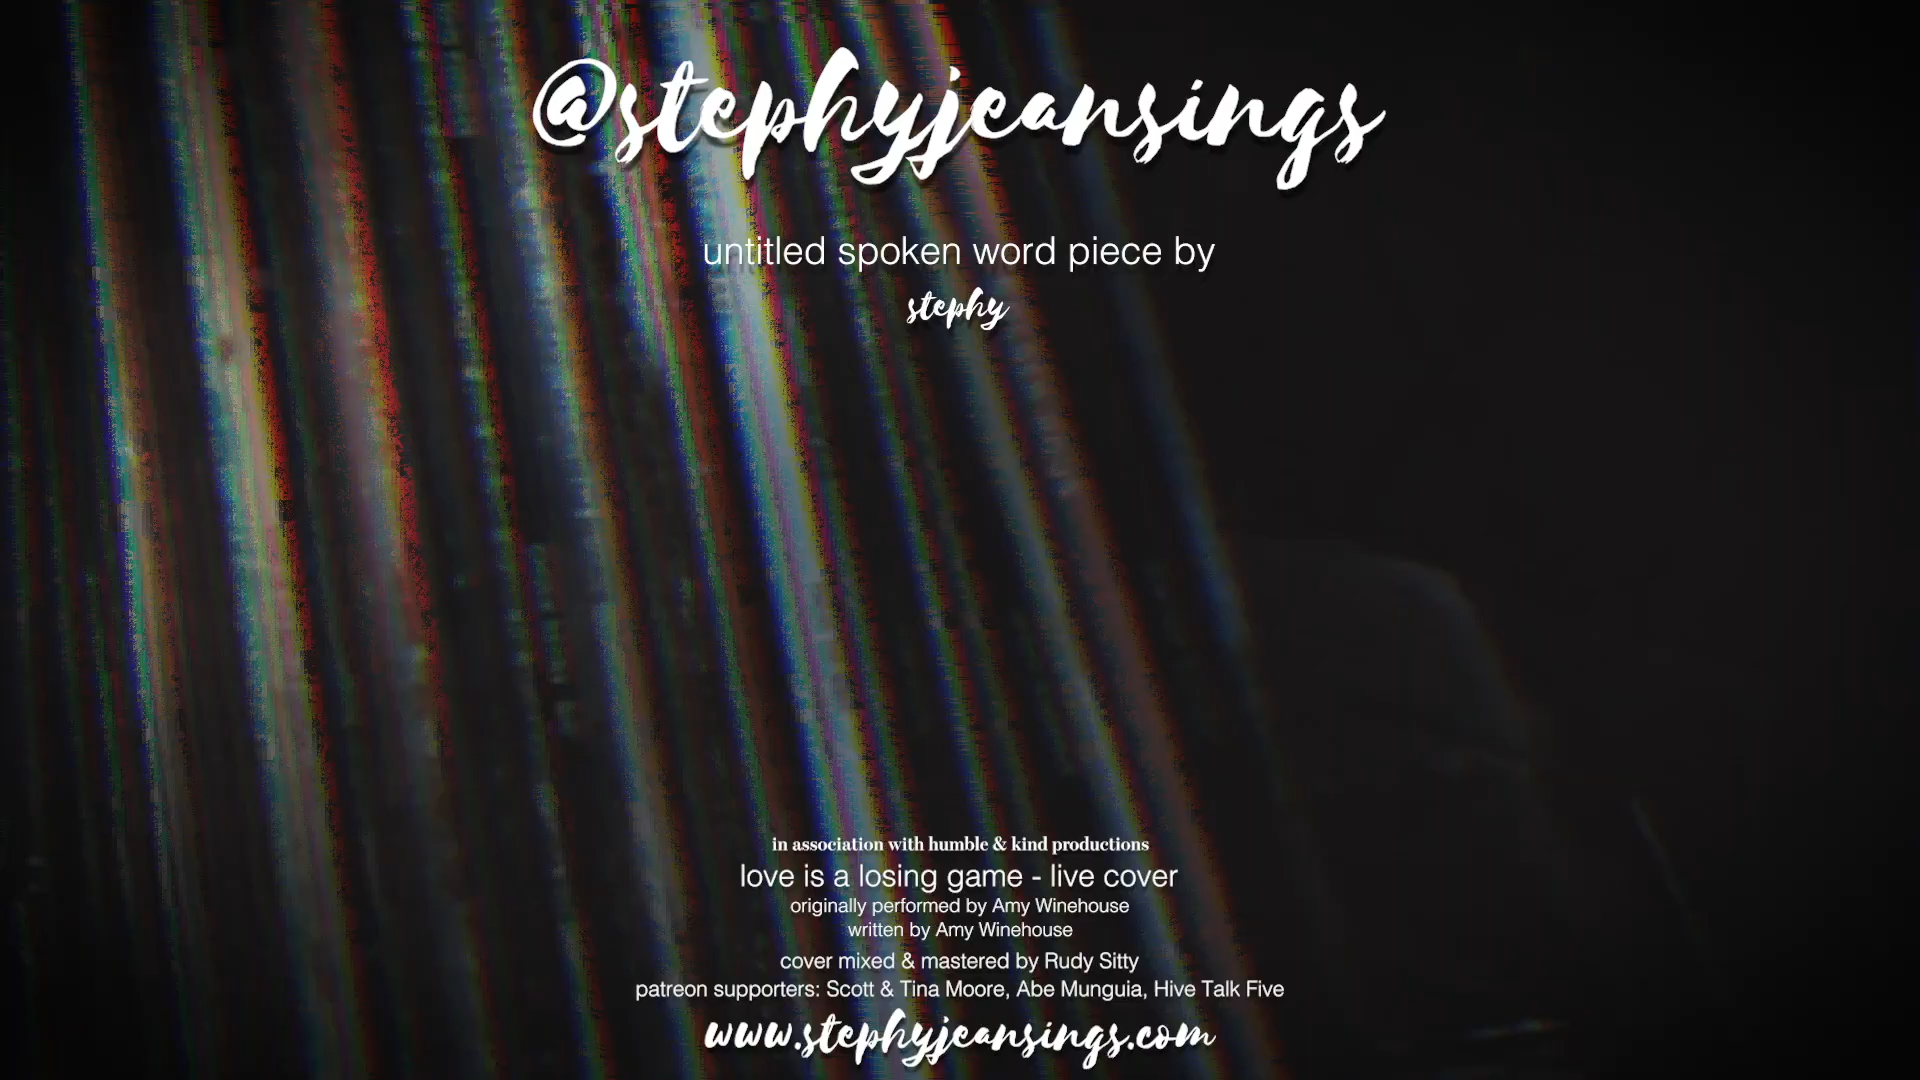 @stephyjeansings
untitled spoken word piece by
stephy
in association with humble & kind productions
love is a losing game - live cover
originally performed by Amy Winehouse
written by Amy Winehouse
cover mixed & mastered by Rudy Sitty
patreon supporters: Scott & Tina Moore, Abe Munguia, Hive Talk Five
www.stephyjeansings.com